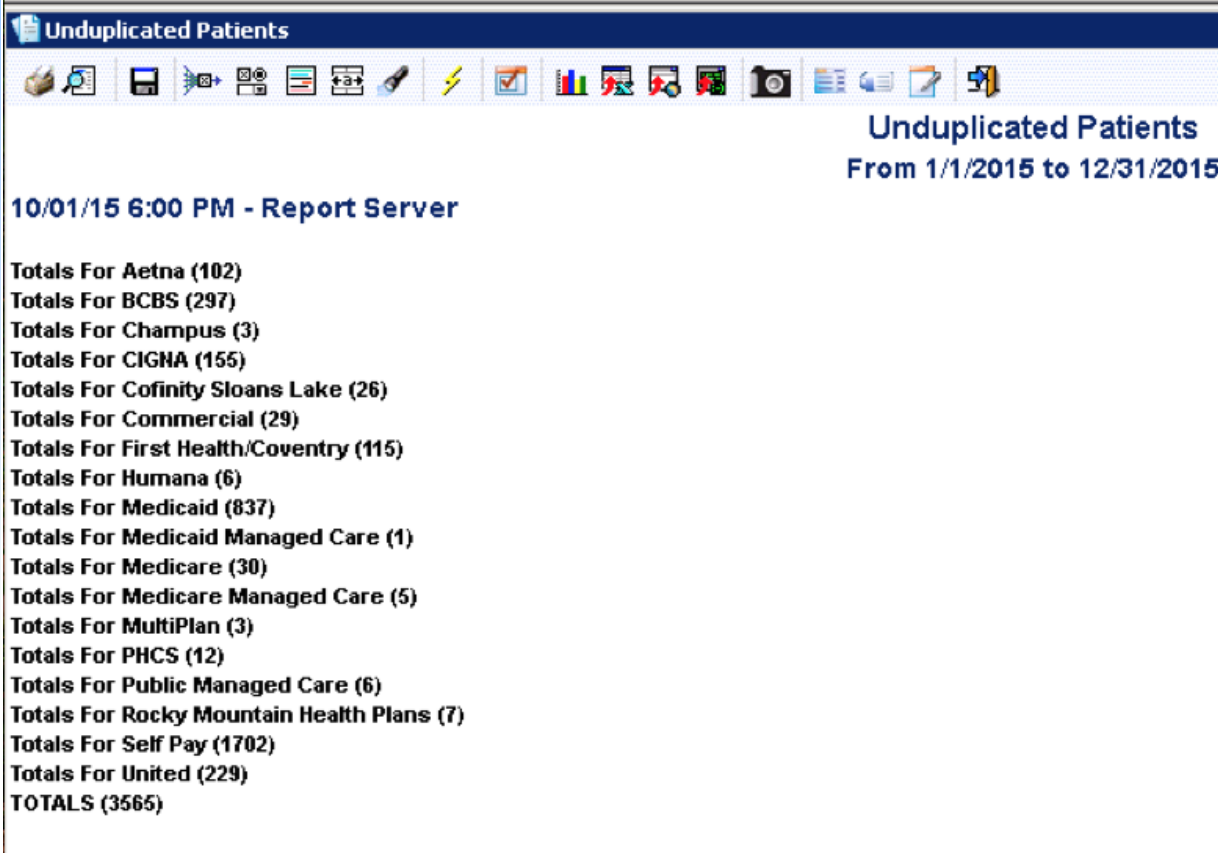 Unduplicated Patients
Unduplicated Patients
From 1/1/2015 to 12/31/2015
10/01/15 6:00 PM - Report Server
Totals For Aetna (102)
Totals For BCBS (297)
Totals For Champus (3)
Totals For CIGNA (155)
Totals For Cofinity Sloans Lake (26)
Totals For Commercial (29)
Totals For First Health/Coventry (115)
Totals For Humana (6)
Totals For Medicaid (837)
Totals For Medicaid Managed Care (1)
Totals For Medicare (30)
Totals For Medicare Managed Care (5)
Totals For MultiPlan (3)
Totals For PHCS (12)
Totals For Public Managed Care (6)
Totals For Rocky Mountain Health Plans (7)
Totals For Self Pay (1702)
Totals For United (229)
TOTALS (3565)